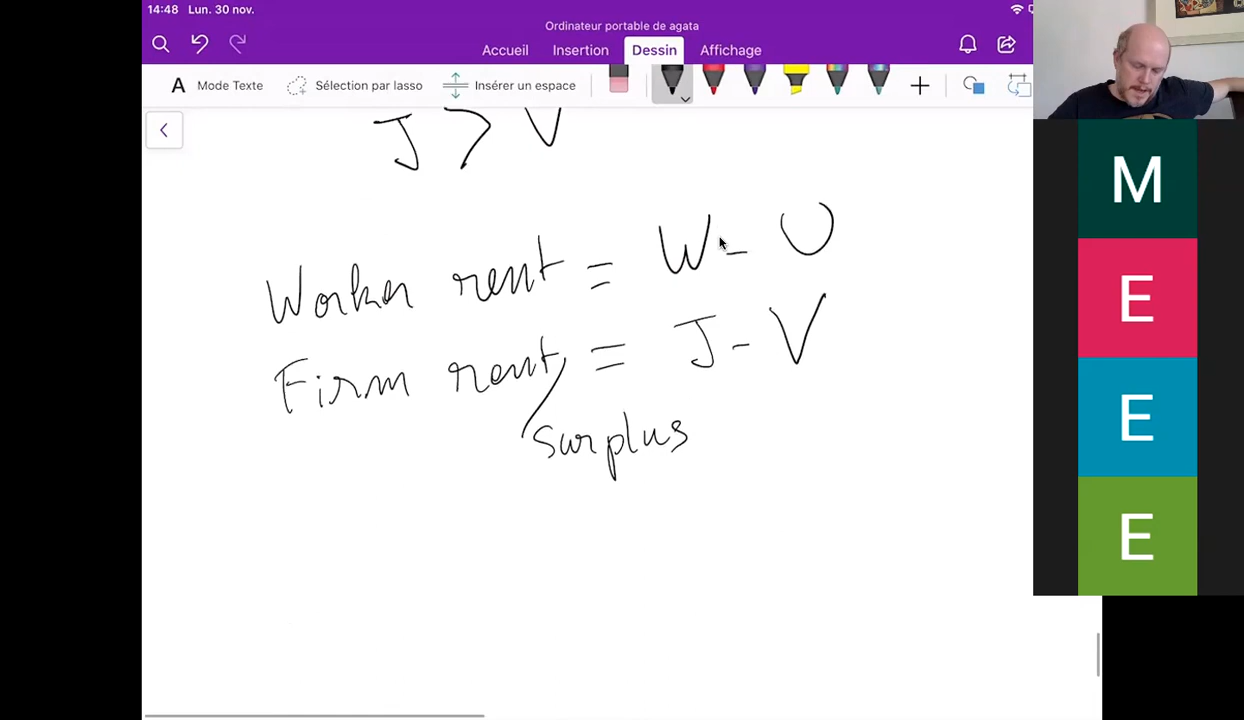 14:48 Lun. 30 nov.
Ordinateur portable de agata
Accueil Insertion Dessin Affichage
A Mode Texte Sélection par lasso Insérer un espace
J > V
Worker rent = W - U
Firm rent = J - V
surplus
M
E
E
E